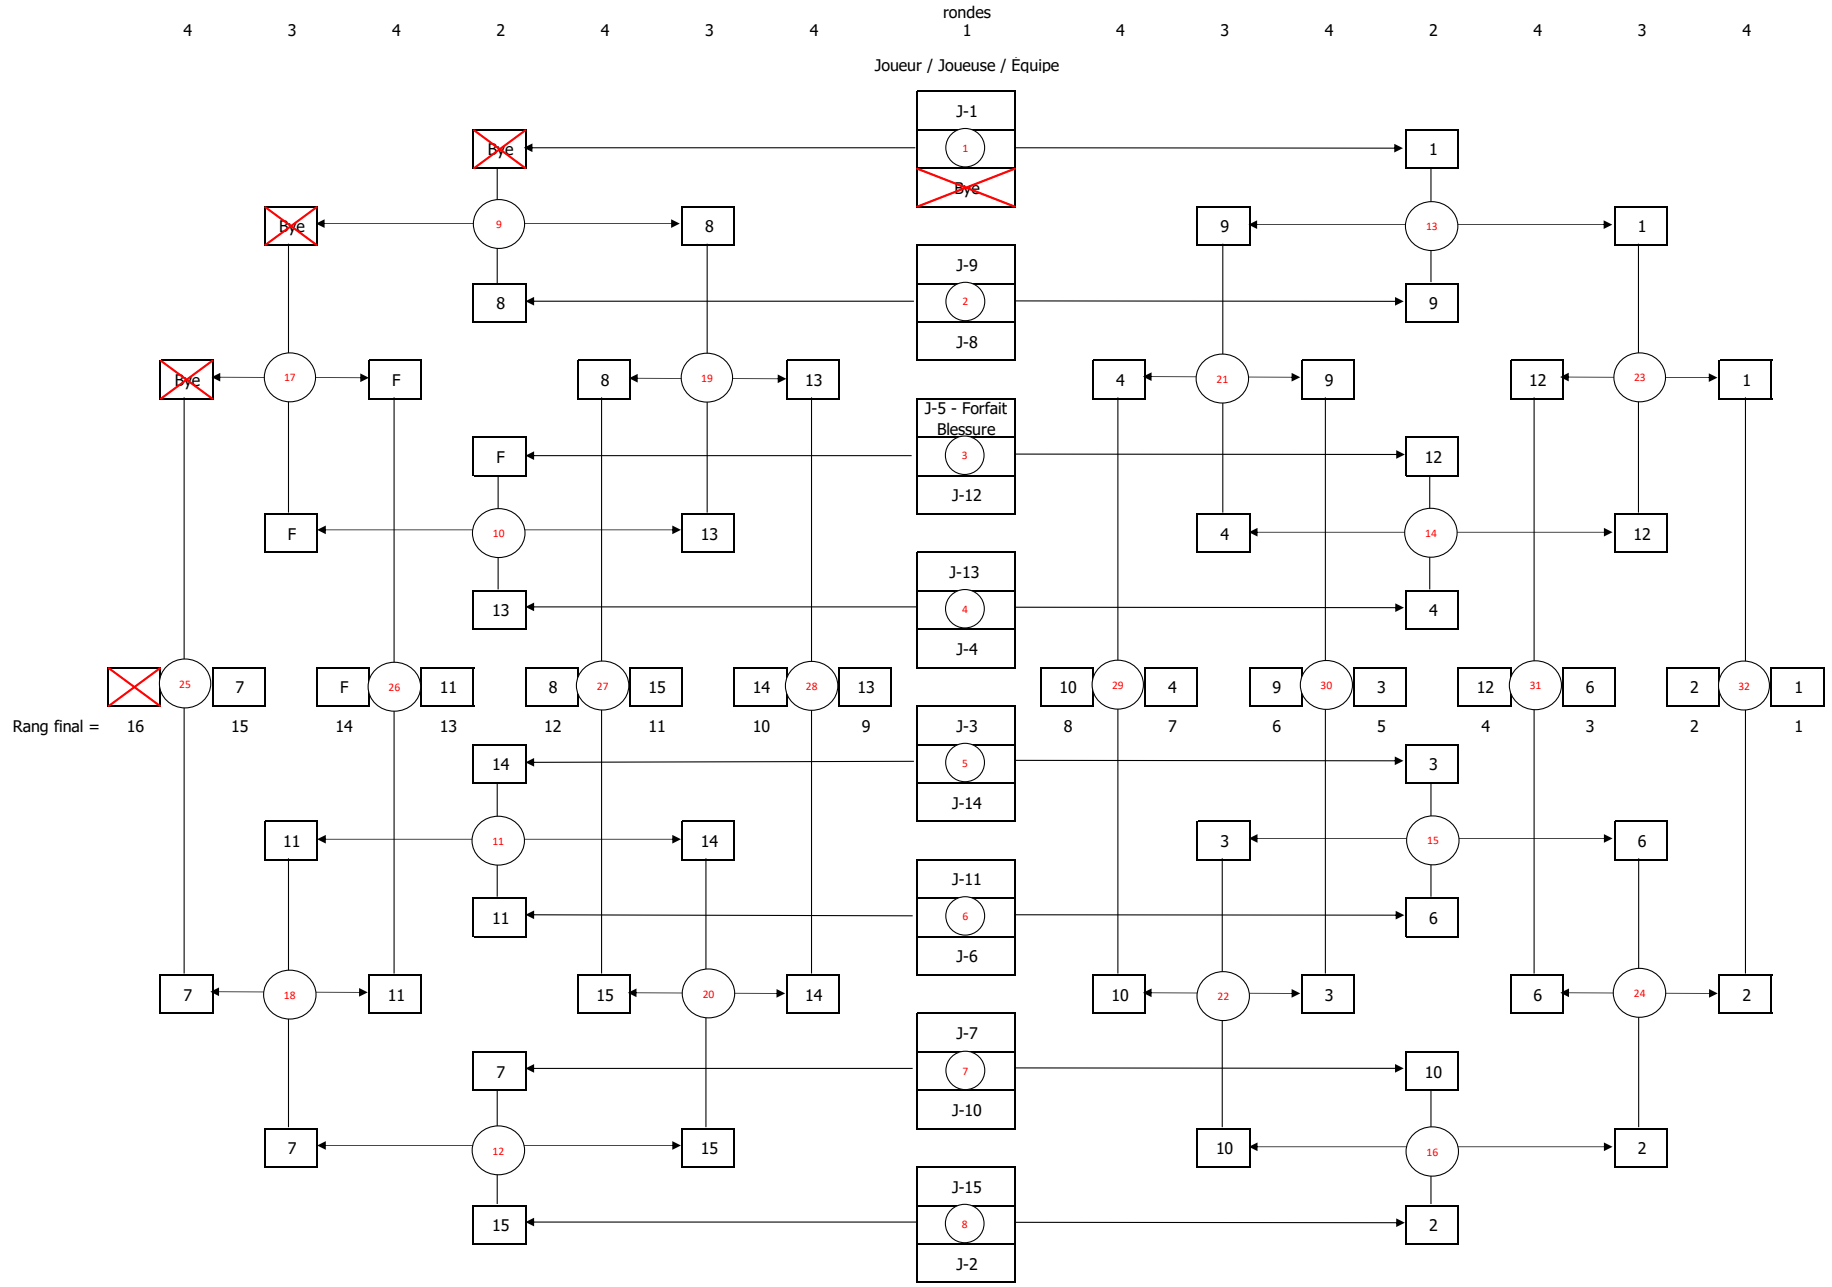 rondes
4 3 4 2 4 3 4 1 4 3 4 2 4 3 4
Joueur / Joueuse / Équipe
J-1
Bye 1 1
Bye
Bye 9 8 9 13 1
J-9
8 2 9
J-8
Bye 17 F 8 19 13 4 21 9 12 23 1
J-5 - Forfait
Blessure
F 3 12
J-12
F 10 13 4 14 12
J-13
13 4 4
J-4
25 7 F 26 11 8 27 15 14 28 13 10 29 4 9 30 3 12 31 6 2 32 1
Rang final = 16 15 14 13 12 11 10 9 8 7 6 5 4 3 2 1
J-3
14 5 3
J-14
11 11 14 3 15 6
J-11
11 6 6
J-6
7 18 11 15 20 14 10 22 3 6 24 2
J-7
7 7 10
J-10
7 12 15 10 16 2
J-15
15 8 2
J-2